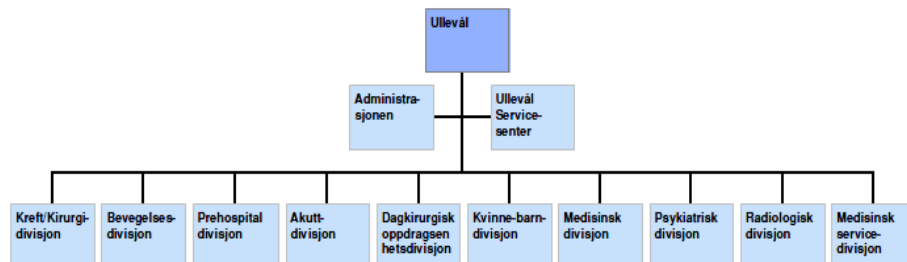 Ullevål
Administra-
sjonen
Ullevål
Service-
senter
Kreft/Kirurgi-
divisjon
Bevegelses-
divisjon
Prehospital
divisjon
Akutt-
divisjon
Dagkirurgisk
oppdragsen
hetsdivisjon
Kvinne-barn-
divisjon
Medisinsk
divisjon
Psykiatrisk
divisjon
Radiologisk
divisjon
Medisinsk
service-
divisjon